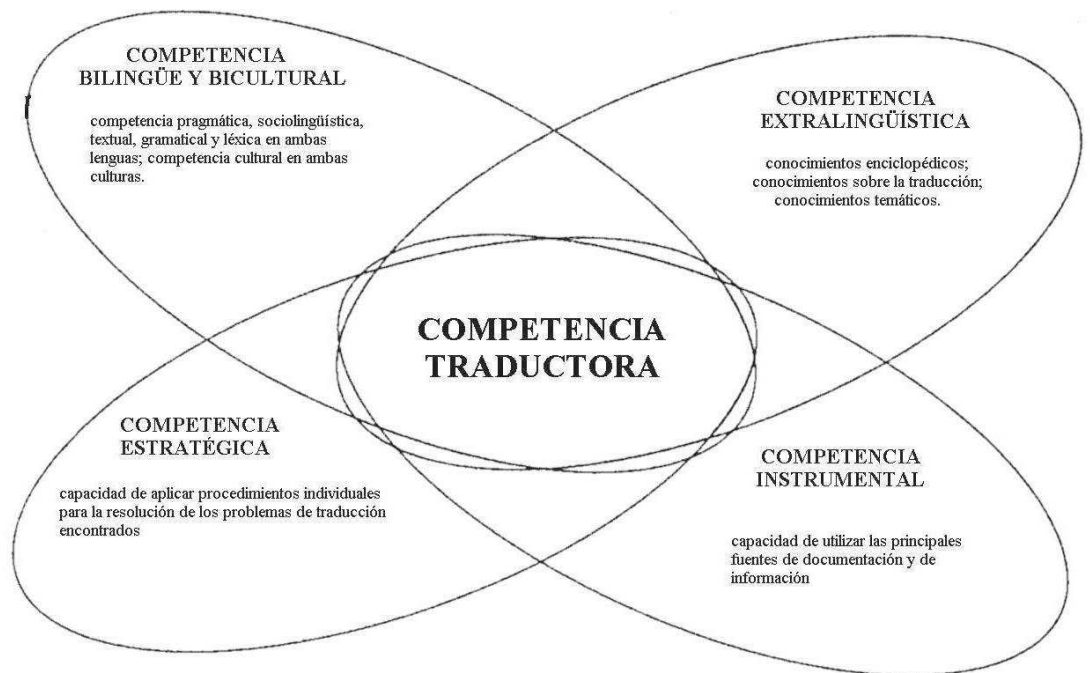 COMPETENCIA
BILINGÜE Y BICULTURAL
competencia pragmática, sociolingüística,
textual, gramatical y léxica en ambas
lenguas; competencia cultural en ambas
culturas.
COMPETENCIA
EXTRALINGÜÍSTICA
conocimientos enciclopédicos;
conocimientos sobre la traducción;
conocimientos temáticos.
COMPETENCIA
TRADUCTORA
COMPETENCIA
ESTRATÉGICA
capacidad de aplicar procedimientos individuales
para la resolución de los problemas de traducción
encontrados
COMPETENCIA
INSTRUMENTAL
capacidad de utilizar las principales
fuentes de documentación y de
información